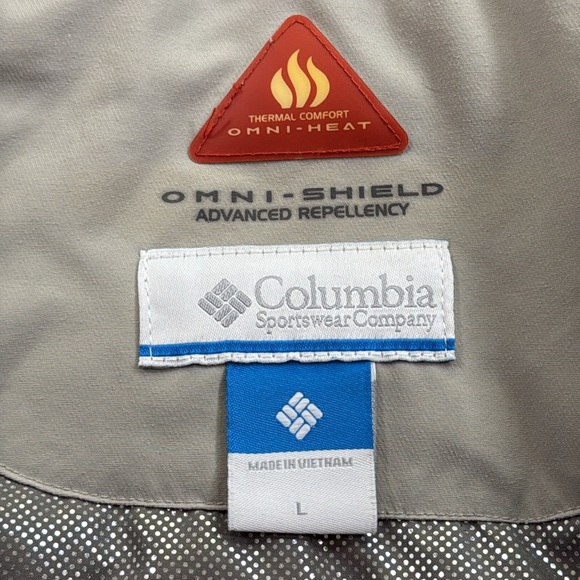 THERMAL COMFORT
OMNI-HEAT
OMNI-SHIELD
ADVANCED REPELLENCY
Columbia
Sportswear Company
MADE IN VIETNAM
L